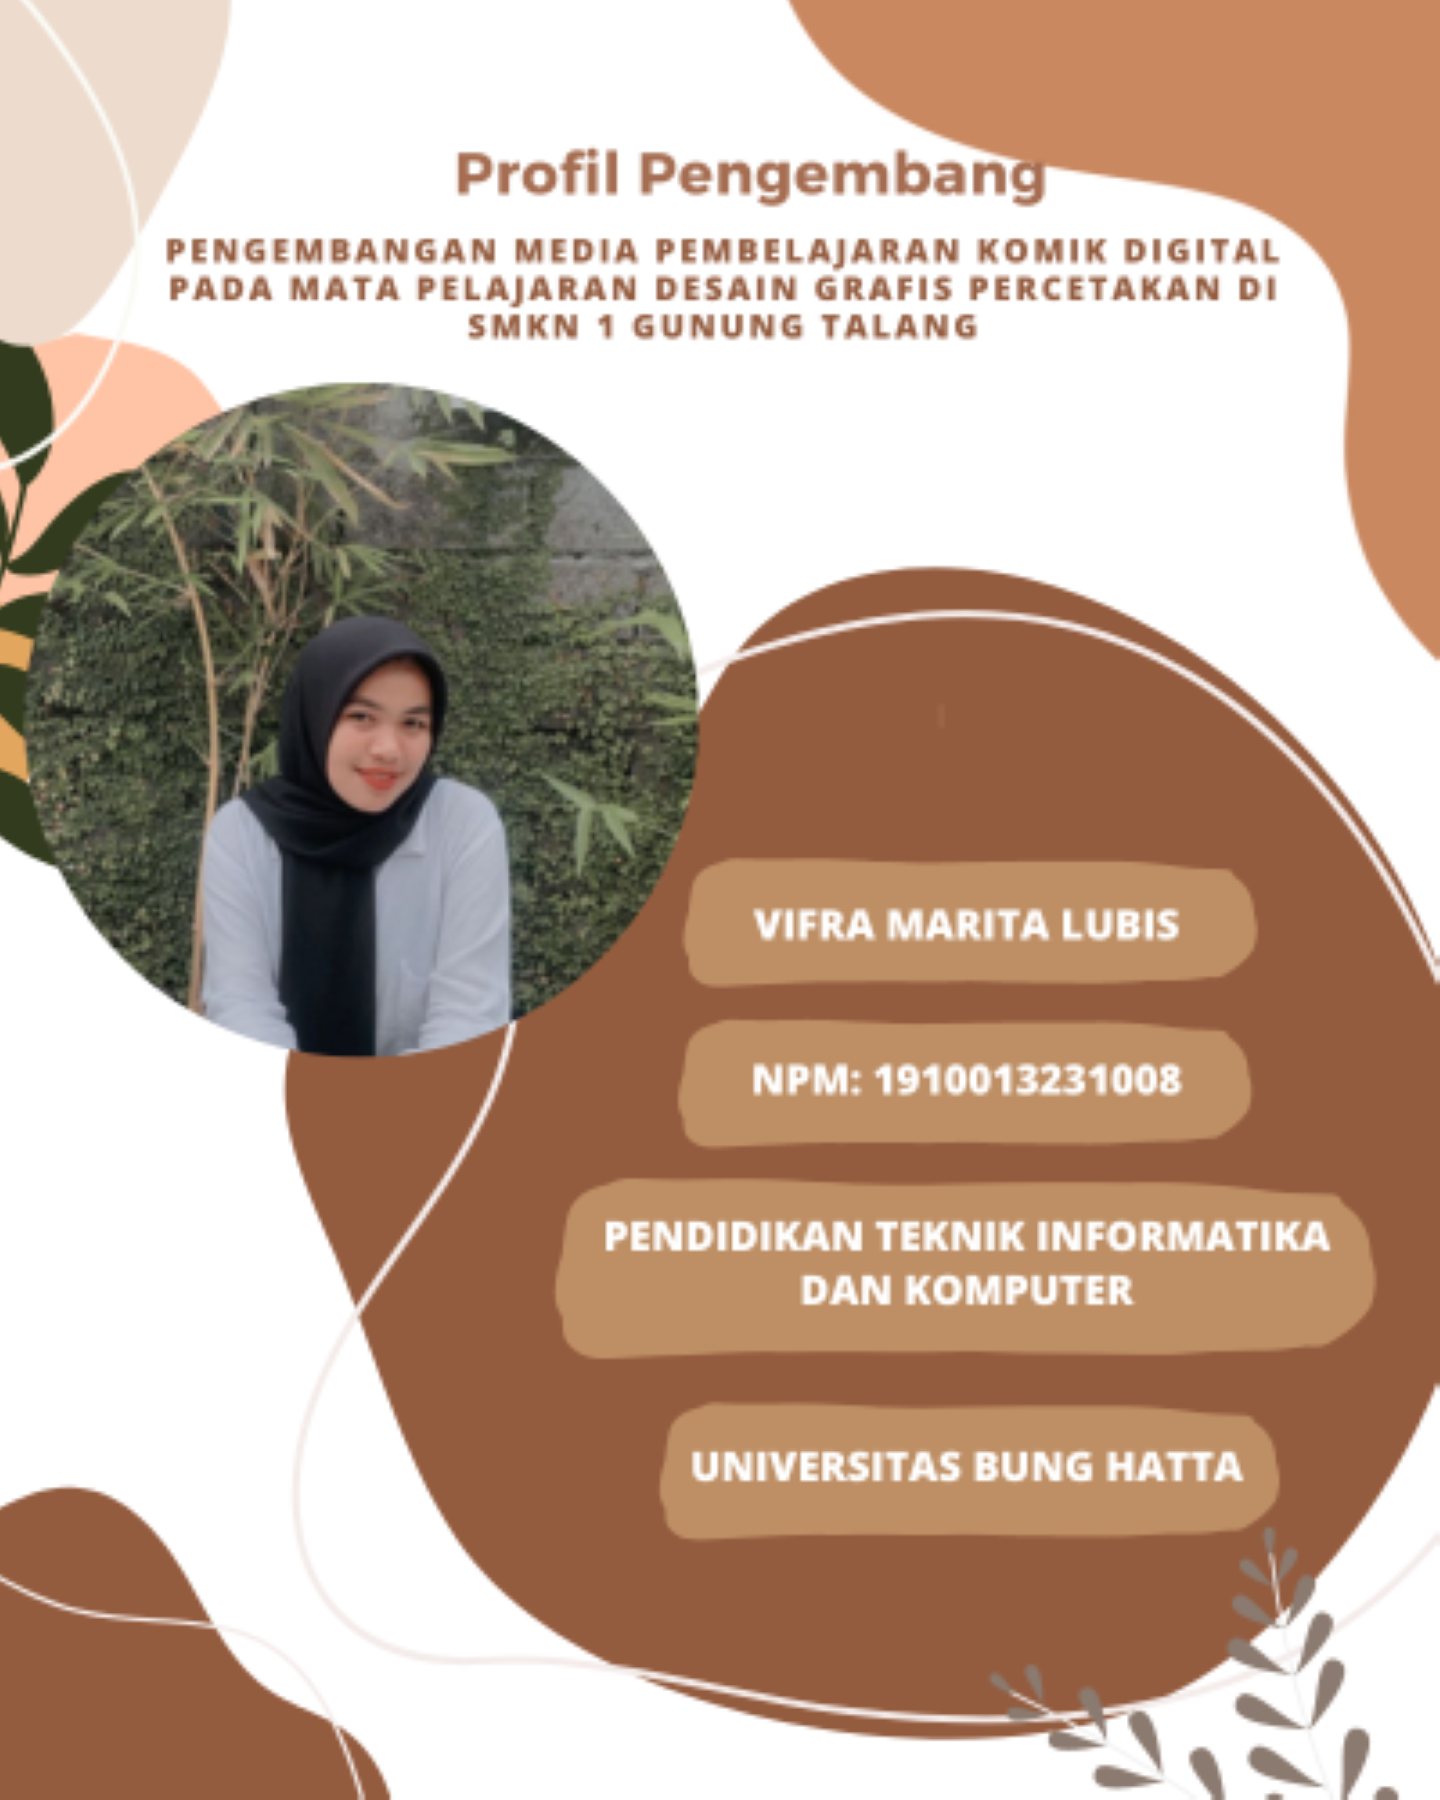 Profil Pengembang
PENGEMBANGAN MEDIA PEMBELAJARAN KOMIK DIGITAL
PADA MATA PELAJARAN DESAIN GRAFIS PERCETAKAN DI
SMKN 1 GUNUNG TALANG
VIFRA MARITA LUBIS
NPM: 1910013231008
PENDIDIKAN TEKNIK INFORMATIKA
DAN KOMPUTER
UNIVERSITAS BUNG HATTA